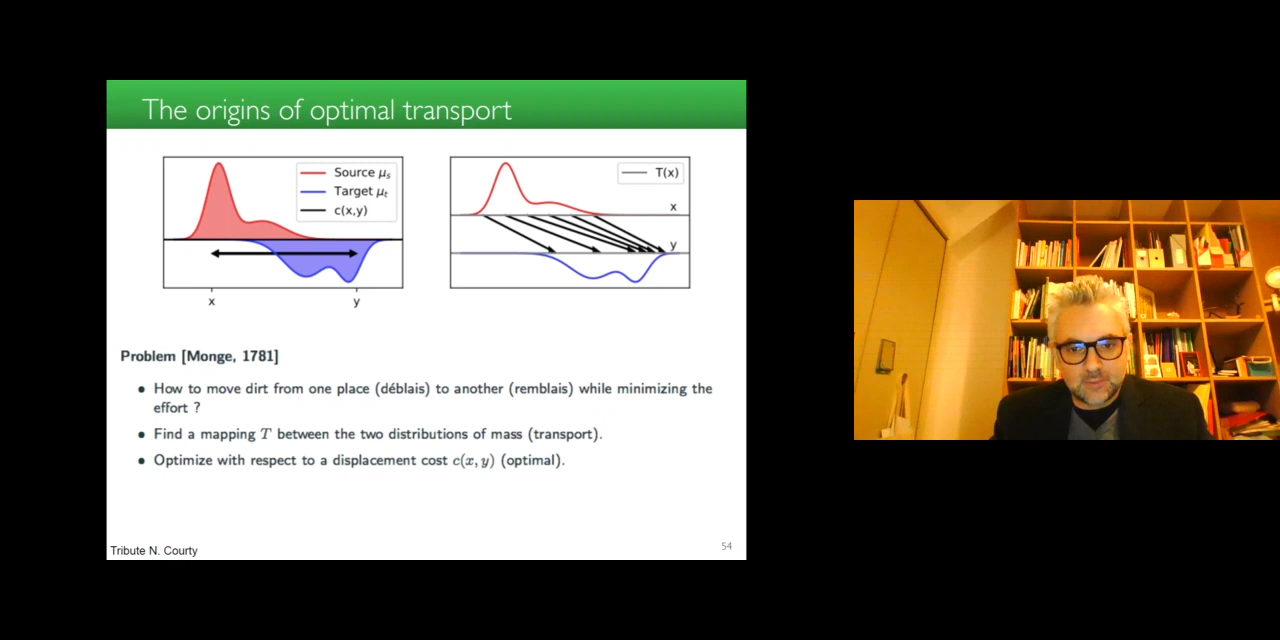 The origins of optimal transport
Source μₛ
Target μₜ
c(x,y)
x
y
T(x)
x
y
Problem [Monge, 1781]
• How to move dirt from one place (déblais) to another (remblais) while minimizing the
effort ?
• Find a mapping T between the two distributions of mass (transport).
• Optimize with respect to a displacement cost c(x, y) (optimal).
Tribute N. Courty
54